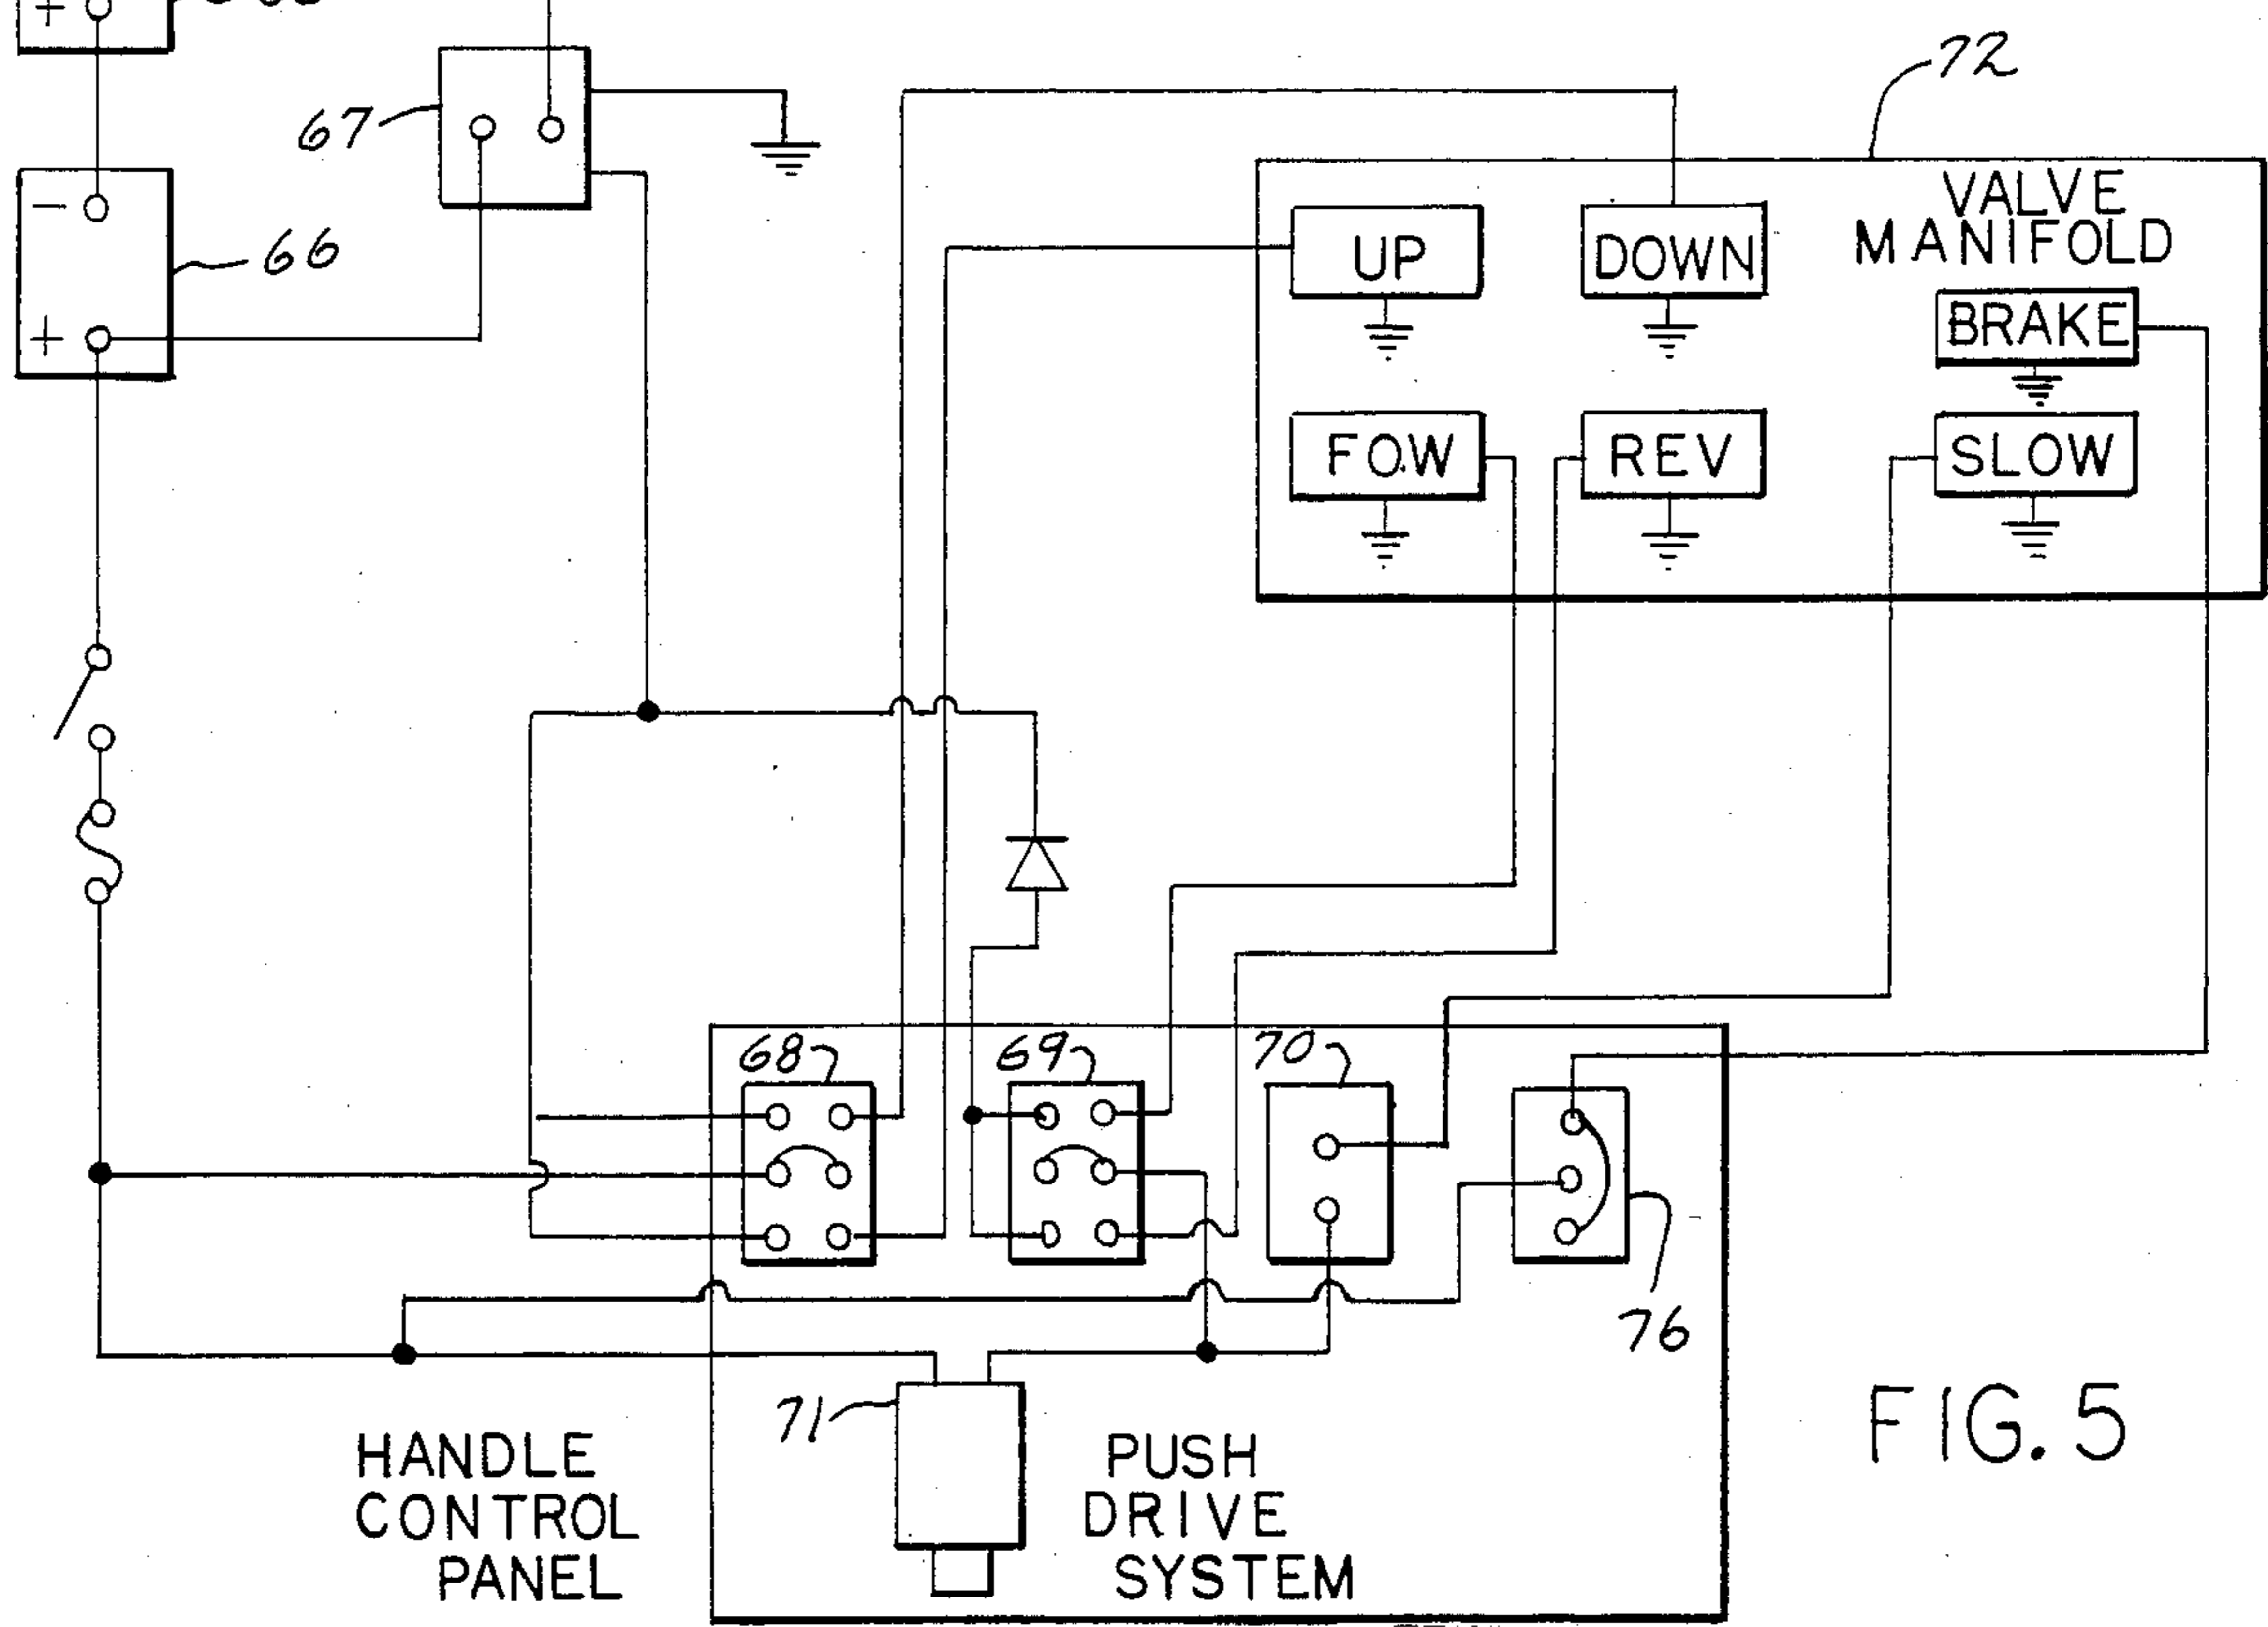 +
67
72
-
66
+
VALVE
MANIFOLD
UP
DOWN
BRAKE
FOW
REV
SLOW
68
69
70
76
71
HANDLE
CONTROL
PANEL
PUSH
DRIVE
SYSTEM
FIG. 5